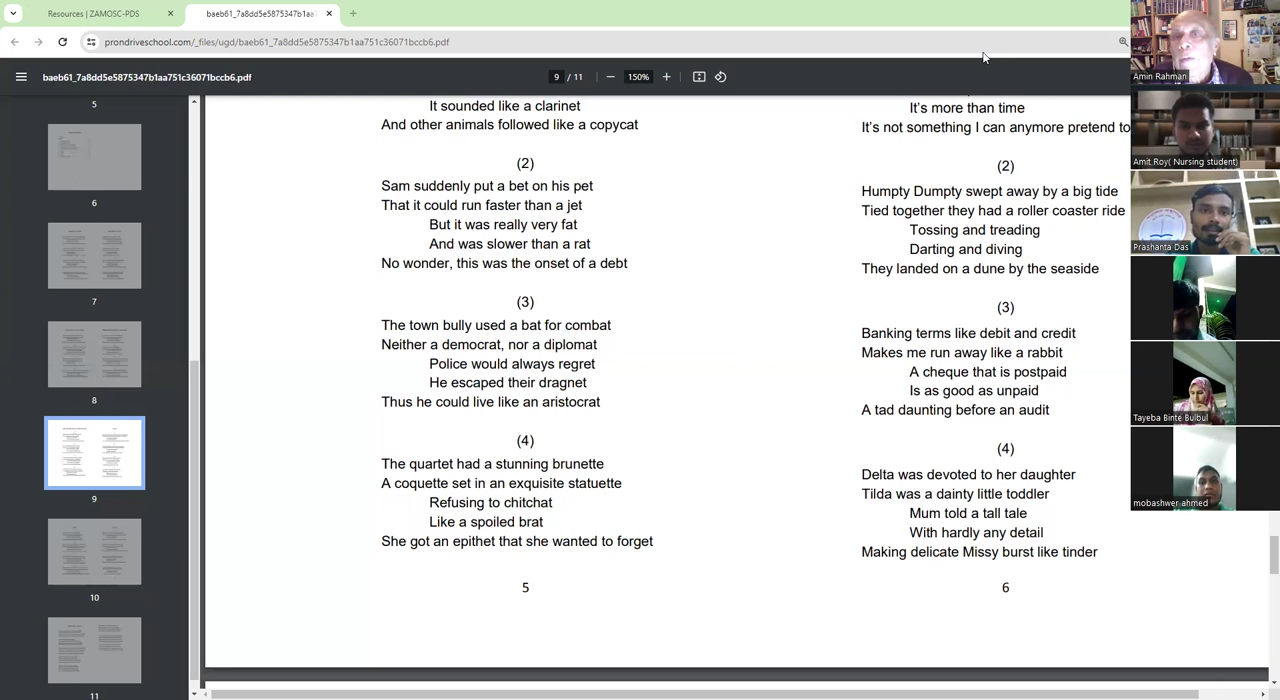 Resources | ZAMOSC-PDS
baeb61_7a8dd5e5875347b1aa7
prondriveschool.com/_files/ugd/baeb61_7a8dd5e5875347b1aa751c36071bccb6.pdf
baeb61_7a8dd5e5875347b1aa751c36071bccb6.pdf
9 / 11
150%
5
6
7
8
9
10
11
It sounded like a clarinet
And other animals followed like a copycat
(2)
Sam suddenly put a bet on his pet
That it could run faster than a jet
But it was really very fat
And was slower than a rat
No wonder, this was the onset of a debt
(3)
The town bully used a bat for combat
Neither a democrat, nor a diplomat
Police would always regret
He escaped their dragnet
Thus he could live like an aristocrat
(4)
The quartet had a stunning brunette
A coquette set in an exquisite statuette
Refusing to chitchat
Like a spoiled brat
She got an epithet that she wanted to forget
5
It's more than time
It's not something I can anymore pretend to
(2)
Humpty Dumpty swept away by a big tide
Tied together they had a roller coaster ride
Tossing and treading
Darting and diving
They landed on a dune by the seaside
(3)
Banking terms like debit and credit
Makes me run away like a rabbit
A cheque that is postpaid
Is as good as unpaid
A tad daunting before an audit
(4)
Delta was devoted to her daughter
Tilda was a dainty little toddler
Mum told a tall tale
With hardly any detail
Making delicate Missy burst like tinder
6
Amin Rahman
Amit Roy( Nursing student)
Prashanta Das
Tayeba Binte Bulbul
mobashwer ahmed